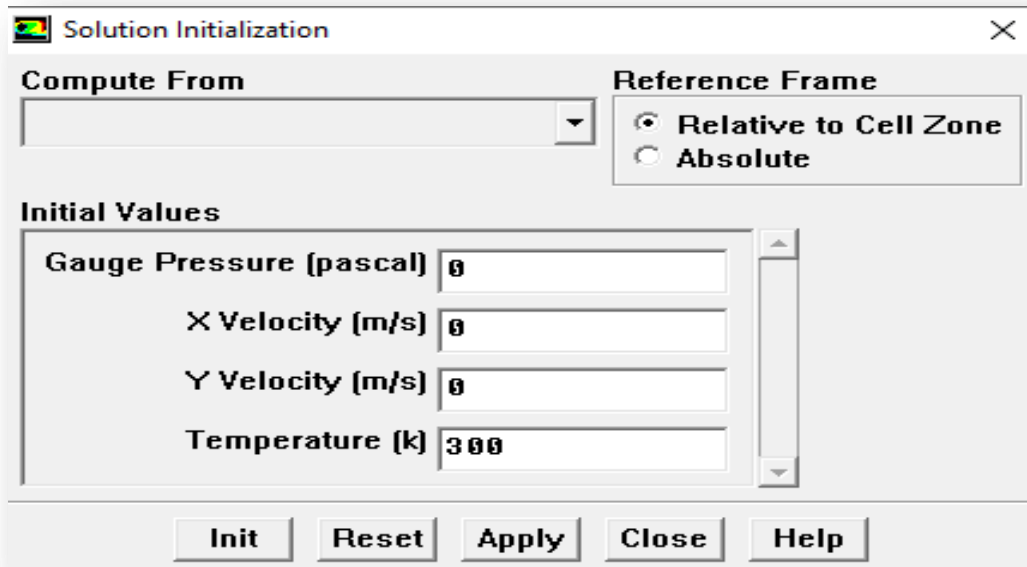 Solution Initialization
Compute From
Reference Frame
Relative to Cell Zone
Absolute
Initial Values
Gauge Pressure (pascal) 0
X Velocity (m/s) 0
Y Velocity (m/s) 0
Temperature (k) 300
Init Reset Apply Close Help